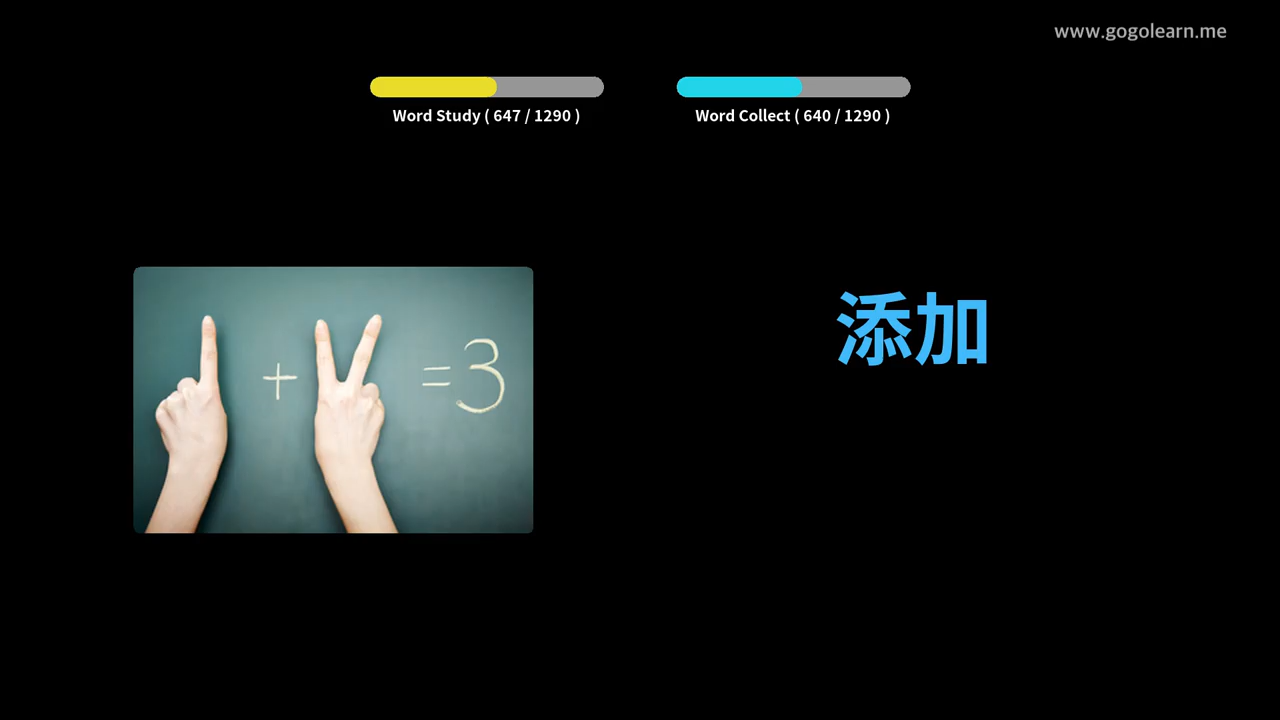 www.gogolearn.me
Word Study ( 647 / 1290 )
Word Collect ( 640 / 1290 )
+ =3
添加